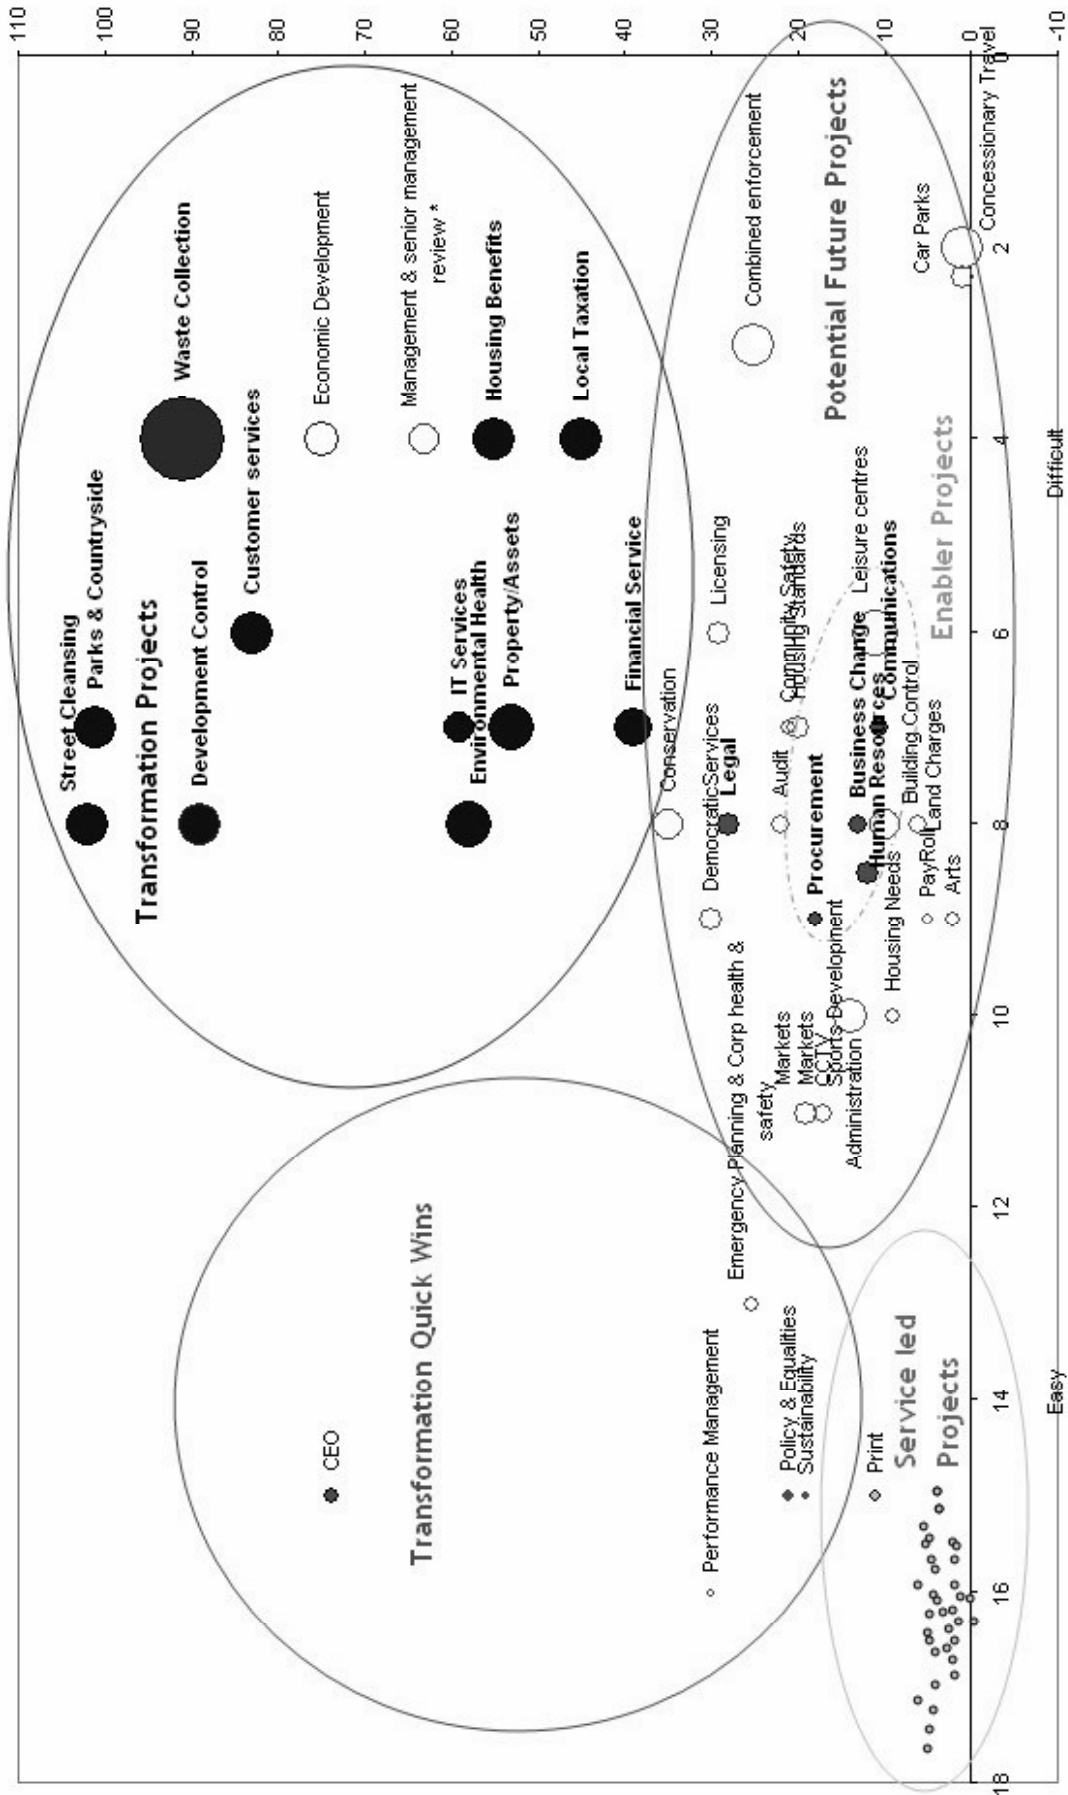 110
100
90
80
70
60
50
40
30
20
10
0
-10
Street Cleansing
Parks & Countryside
Waste Collection
Transformation Projects
Development Control
Customer services
Economic Development
Management & senior management
review *
IT Services
Environmental Health
Housing Benefits
Property/Assets
Local Taxation
Financial Service
Conservation
Licensing
Democratic Services
Legal
Combined enforcement
Emergency Planning & Corp health &
safety
Community Safety
Housing Standards
Audit
Potential Future Projects
Procurement
Leisure centres
Business Change
Communications
Human Resources
Building Control
Land Charges
Enabler Projects
Car Parks
Concessionary Travel
Markets
Markets
CCTV
Sports Development
Administration
Housing Needs
PayRoll
Arts
Transformation Quick Wins
CEO
Performance Management
Policy & Equalities
Sustainability
Print
Service led
Projects
18
16
14
12
10
8
6
4
2
0
Easy
Difficult